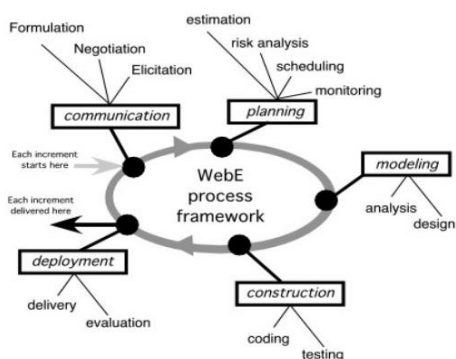 Formulation
Negotiation
Elicitation
communication
estimation
risk analysis
scheduling
monitoring
planning
modeling
analysis
design
Each increment
starts here
WebE
process
framework
Each increment
delivered here
deployment
delivery
evaluation
construction
coding
testing